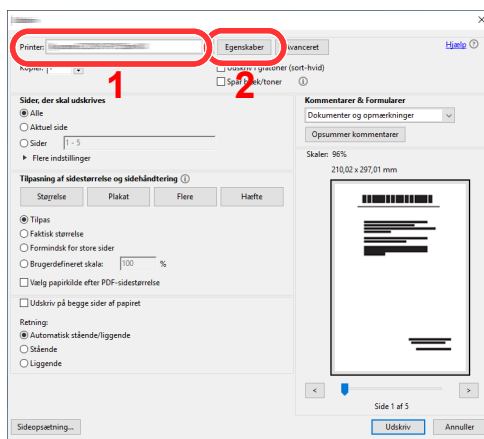 Printer:
Egenskaber
Avanceret
Hjælp
Kopier:
1
Udskriv i gråtoner (sort-hvid)
2
Spar blæk/toner
Sider, der skal udskrives
Alle
Aktuel side
Sider 1 - 5
Flere indstillinger
Kommentarer & Formularer
Dokumenter og opmærkninger
Opsummer kommentarer
Skaler: 96%
210,02 x 297,01 mm
Tilpasning af sidestørrelse og sidehåndtering
Størrelse Plakat Flere Hæfte
Tilpas
Faktisk størrelse
Formindsk for store sider
Brugerdefineret skala: 100 %
Vælg papirkilde efter PDF-sidestørrelse
Udskriv på begge sider af papiret
Retning:
Automatisk stående/liggende
Stående
Liggende
< >
Side 1 af 5
Sideopsætning...
Udskriv Annuller